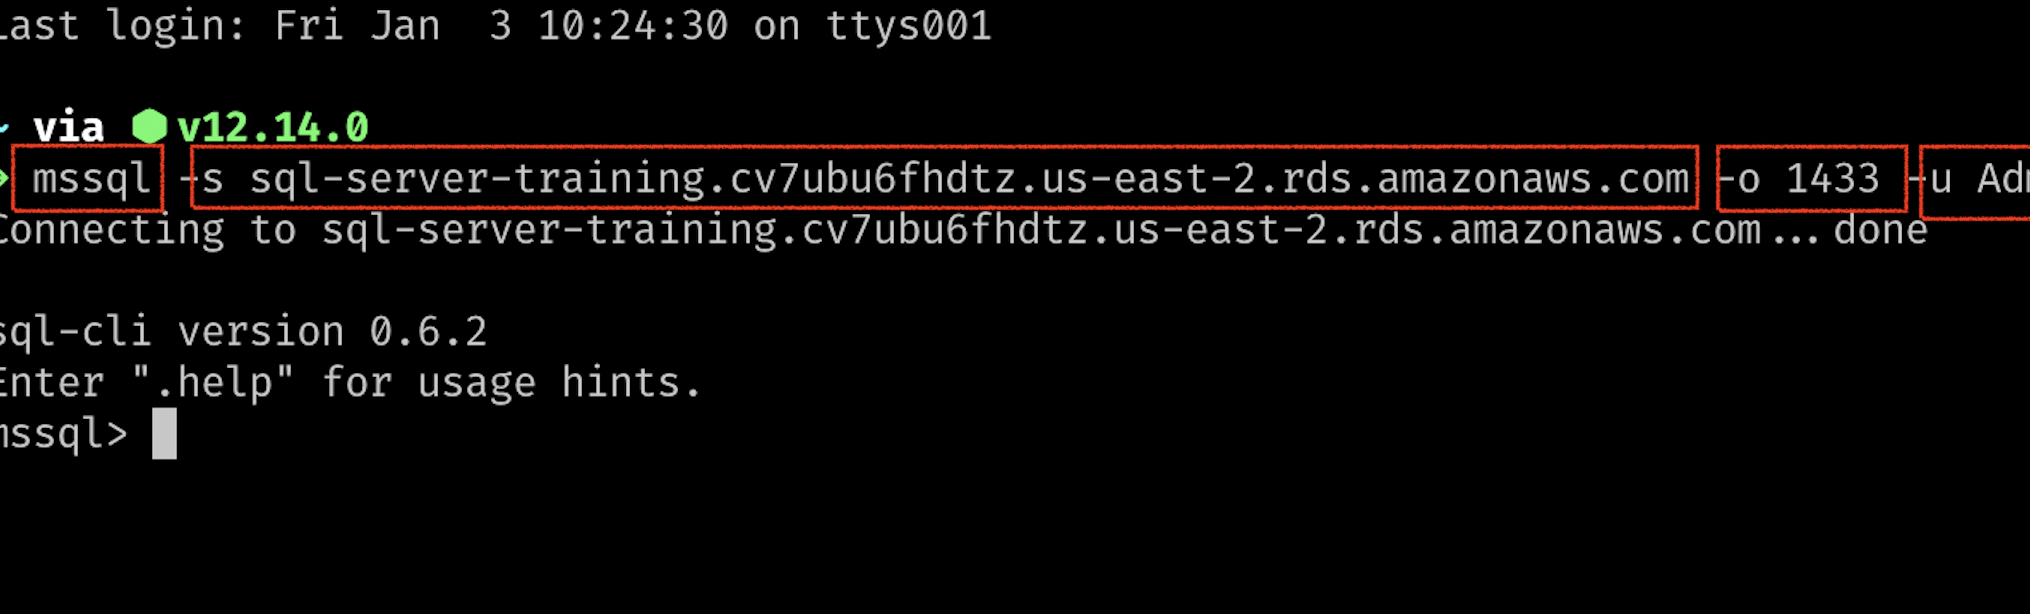 Last login: Fri Jan  3 10:24:30 on ttys001
~ via v12.14.0
mssql -s sql-server-training.cv7ubu6fhdtz.us-east-2.rds.amazonaws.com -o 1433 -u
Connecting to sql-server-training.cv7ubu6fhdtz.us-east-2.rds.amazonaws.com...done
sql-cli version 0.6.2
Enter ".help" for usage hints.
mssql>